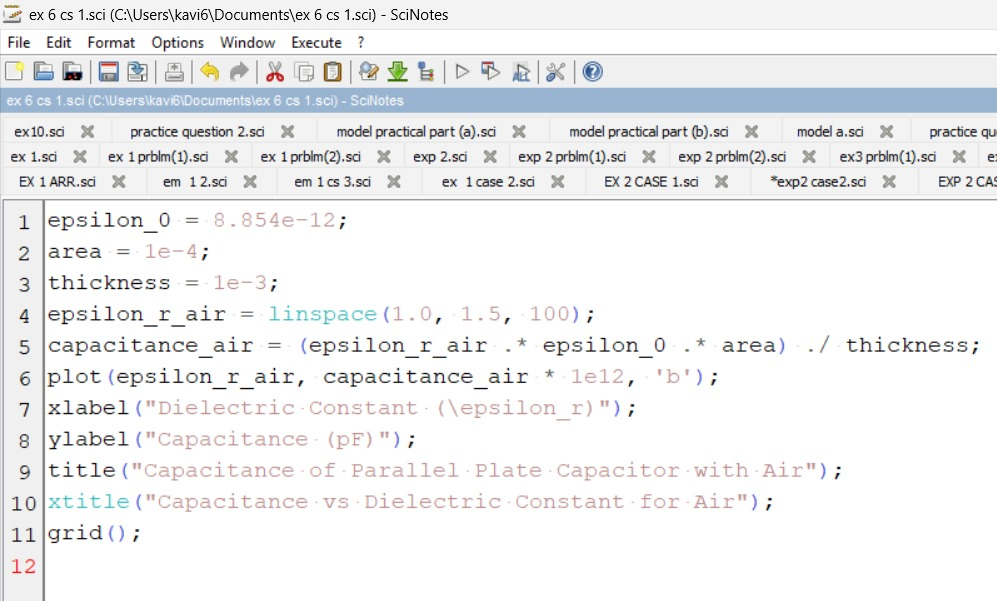 ex 6 cs 1.sci (C:\Users\kavi6\Documents\ex 6 cs 1.sci) - SciNotes
File Edit Format Options Window Execute ?
ex 6 cs 1.sci (C:\Users\kavi6\Documents\ex 6 cs 1.sci) - SciNotes
ex10.sci practice question 2.sci model practical part (a).sci model practical part (b).sci model a.sci practice qu
ex 1.sci ex 1 prblm(1).sci ex 1 prblm(2).sci exp 2.sci exp 2 prblm(1).sci exp 2 prblm(2).sci ex3 prblm(1).sci e
EX 1 ARR.sci em 1 2.sci em 1 cs 3.sci ex 1 case 2.sci EX 2 CASE 1.sci *exp2 case2.sci EXP 2 CAS
1 epsilon_0 = 8.854e-12;
2 area = 1e-4;
3 thickness = 1e-3;
4 epsilon_r_air = linspace(1.0, 1.5, 100);
5 capacitance_air = (epsilon_r_air .* epsilon_0 .* area) ./ thickness;
6 plot(epsilon_r_air, capacitance_air * 1e12, 'b');
7 xlabel("Dielectric Constant (\epsilon_r)");
8 ylabel("Capacitance (pF)");
9 title("Capacitance of Parallel Plate Capacitor with Air");
10 xtitle("Capacitance vs Dielectric Constant for Air");
11 grid();
12